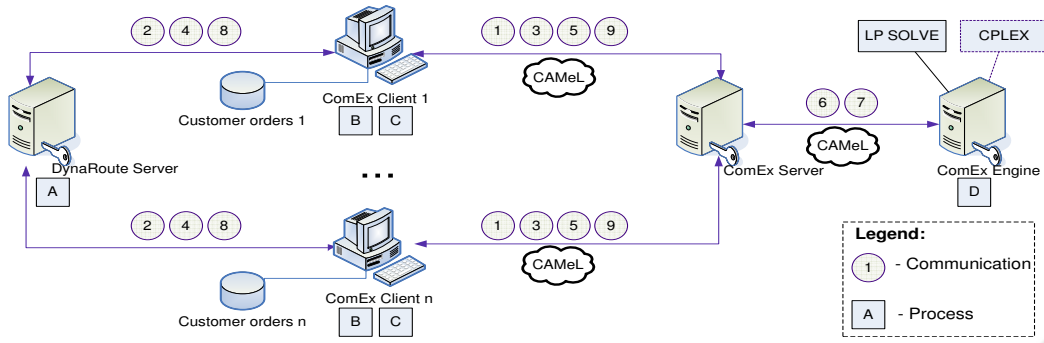 2 4 8
1 3 5 9
LP SOLVE
CPLEX
CAMeL
ComEx Client 1
Customer orders 1
B C
6 7
CAMeL
DynaRoute Server
A
ComEx Server
ComEx Engine
D
...
2 4 8
1 3 5 9
CAMeL
ComEx Client n
Customer orders n
B C
Legend:
1 - Communication
A - Process